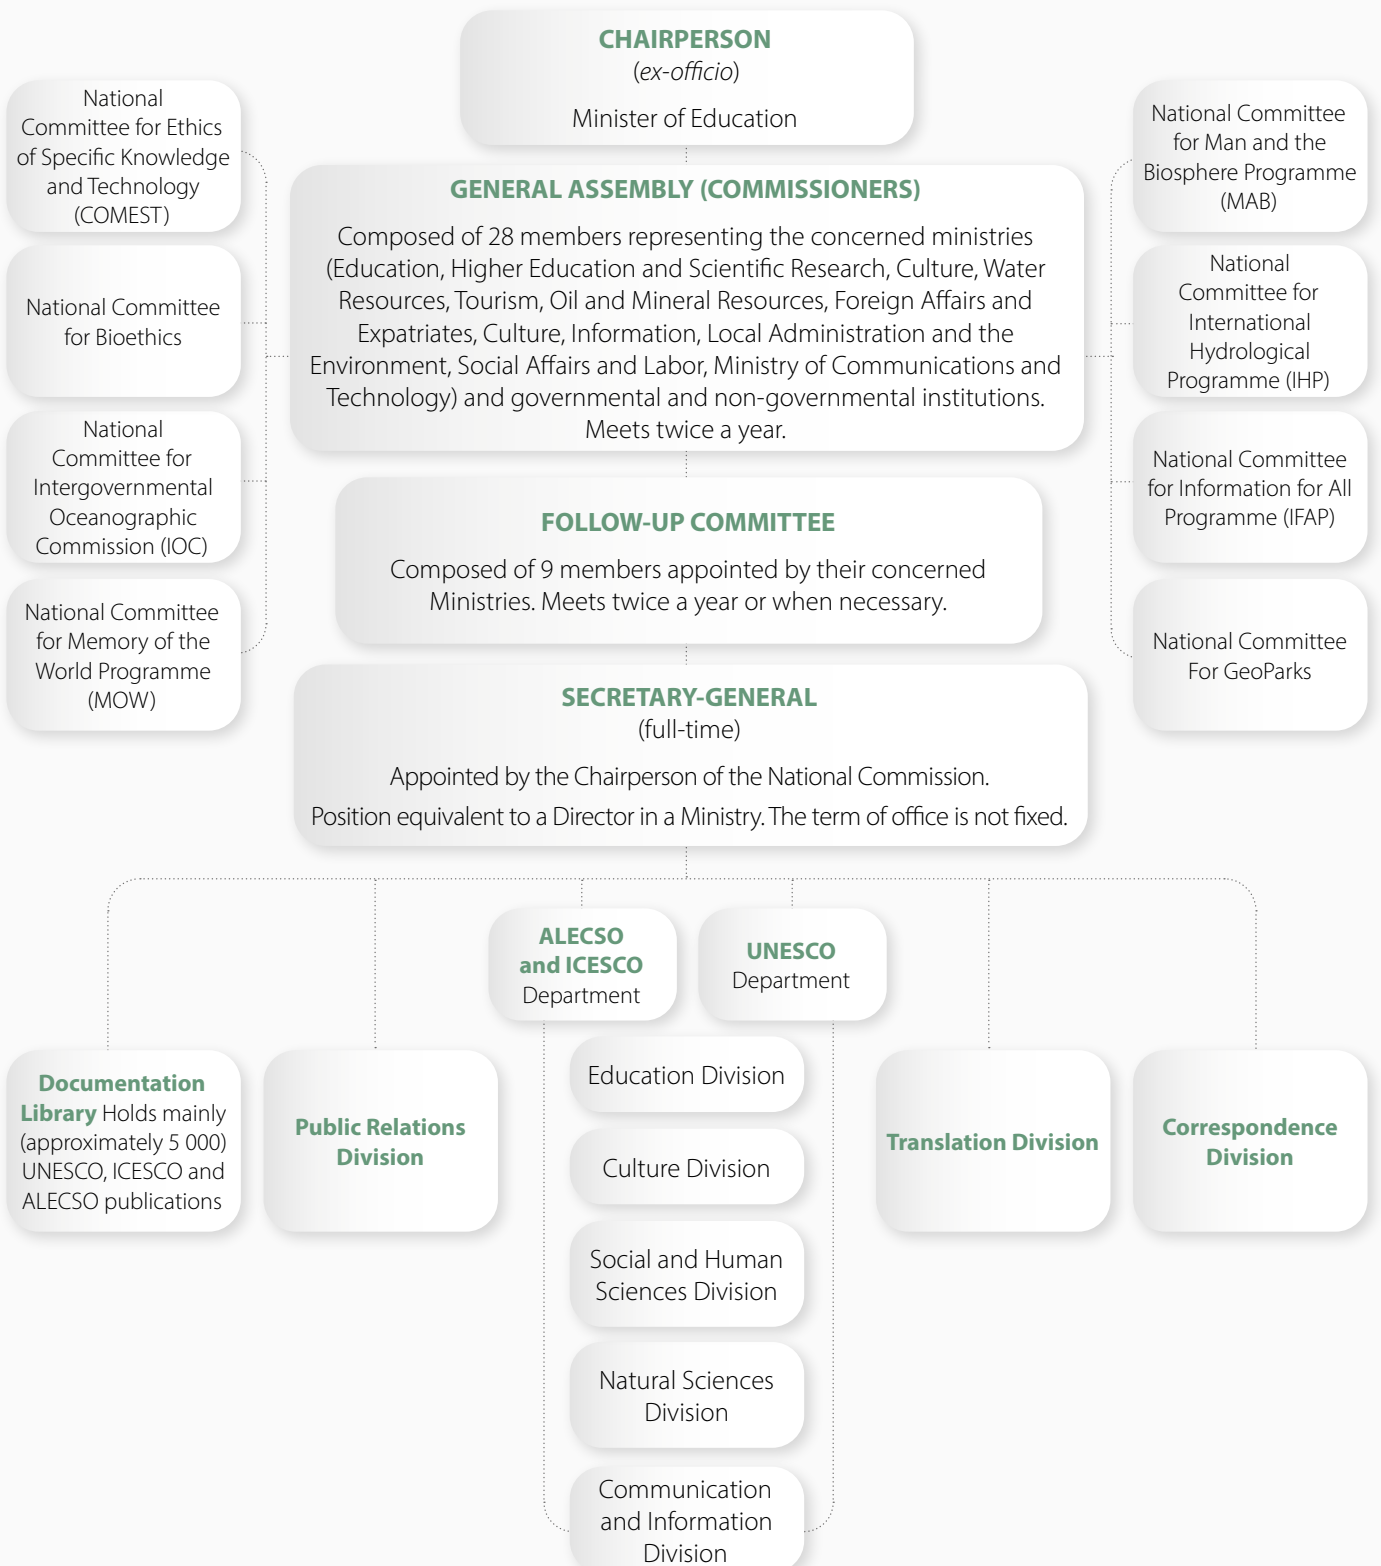 CHAIRPERSON
(ex-officio)
Minister of Education
National
Committee for Ethics
of Specific Knowledge
and Technology
(COMEST)
National Committee
for Bioethics
National
Committee for
Intergovernmental
Oceanographic
Commission (IOC)
National Committee
for Memory of the
World Programme
(MOW)
GENERAL ASSEMBLY (COMMISSIONERS)
Composed of 28 members representing the concerned ministries
(Education, Higher Education and Scientific Research, Culture, Water
Resources, Tourism, Oil and Mineral Resources, Foreign Affairs and
Expatriates, Culture, Information, Local Administration and the
Environment, Social Affairs and Labor, Ministry of Communications and
Technology) and governmental and non-governmental institutions.
Meets twice a year.
National Committee
for Man and the
Biosphere Programme
(MAB)
National
Committee for
International
Hydrological
Programme (IHP)
National Committee
for Information for All
Programme (IFAP)
National Committee
For GeoParks
FOLLOW-UP COMMITTEE
Composed of 9 members appointed by their concerned
Ministries. Meets twice a year or when necessary.
SECRETARY-GENERAL
(full-time)
Appointed by the Chairperson of the National Commission.
Position equivalent to a Director in a Ministry. The term of office is not fixed.
ALECSO
and ICESCO
Department
UNESCO
Department
Documentation
Library Holds mainly
(approximately 5 000)
UNESCO, ICESCO and
ALECSO publications
Public Relations
Division
Education Division
Culture Division
Social and Human
Sciences Division
Natural Sciences
Division
Communication
and Information
Division
Translation Division
Correspondence
Division